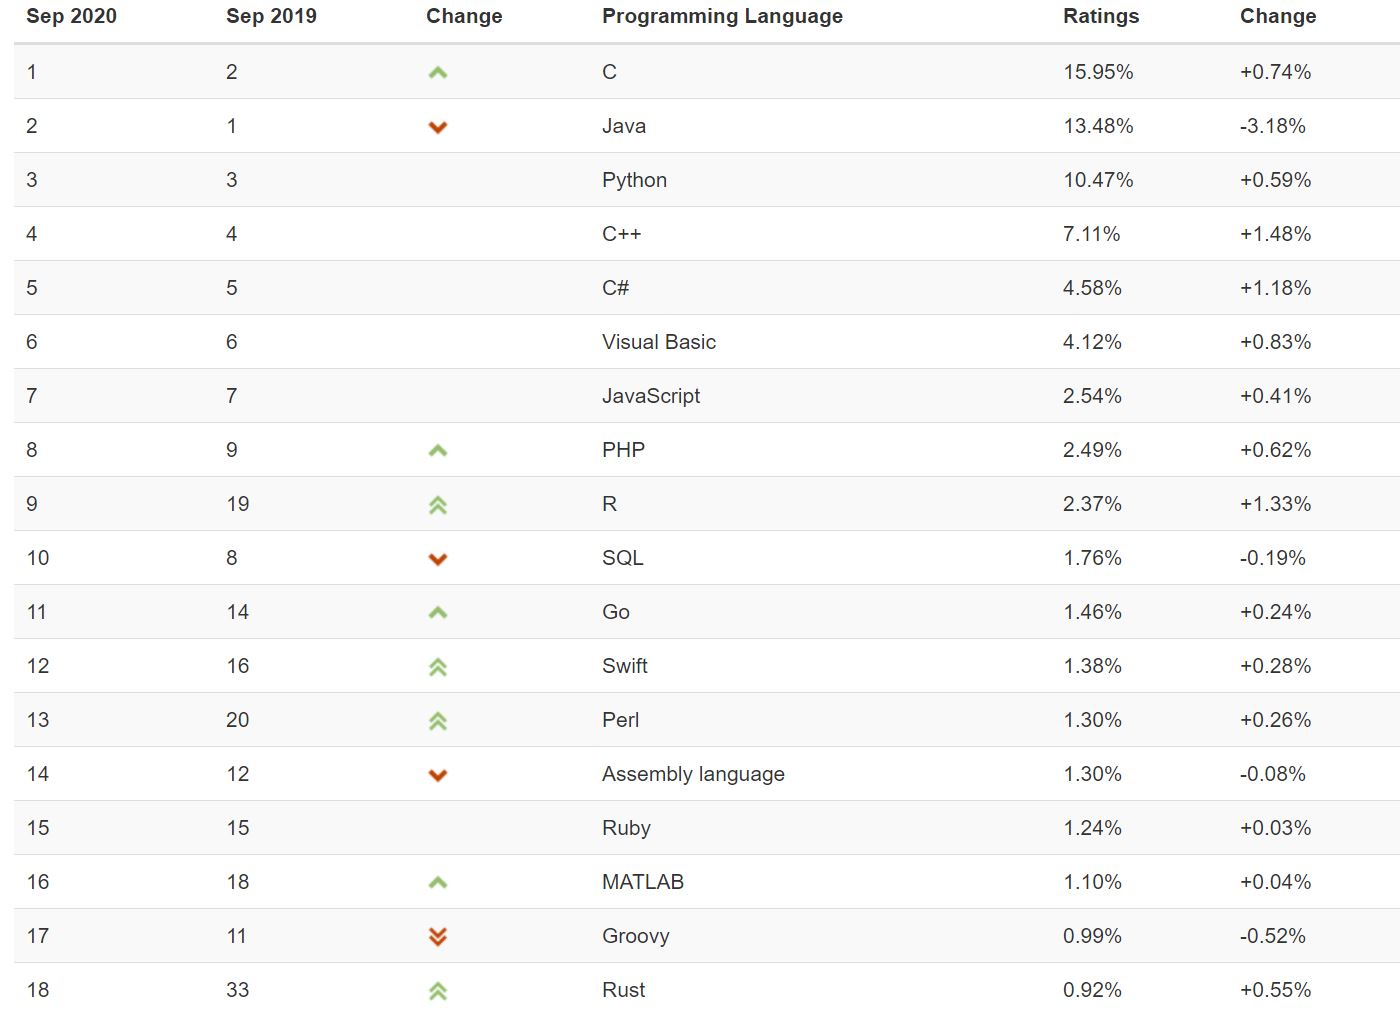 Sep 2020 Sep 2019 Change Programming Language Ratings Change
1 2 C 15.95% +0.74%
2 1 Java 13.48% -3.18%
3 3 Python 10.47% +0.59%
4 4 C++ 7.11% +1.48%
5 5 C# 4.58% +1.18%
6 6 Visual Basic 4.12% +0.83%
7 7 JavaScript 2.54% +0.41%
8 9 PHP 2.49% +0.62%
9 19 R 2.37% +1.33%
10 8 SQL 1.76% -0.19%
11 14 Go 1.46% +0.24%
12 16 Swift 1.38% +0.28%
13 20 Perl 1.30% +0.26%
14 12 Assembly language 1.30% -0.08%
15 15 Ruby 1.24% +0.03%
16 18 MATLAB 1.10% +0.04%
17 11 Groovy 0.99% -0.52%
18 33 Rust 0.92% +0.55%